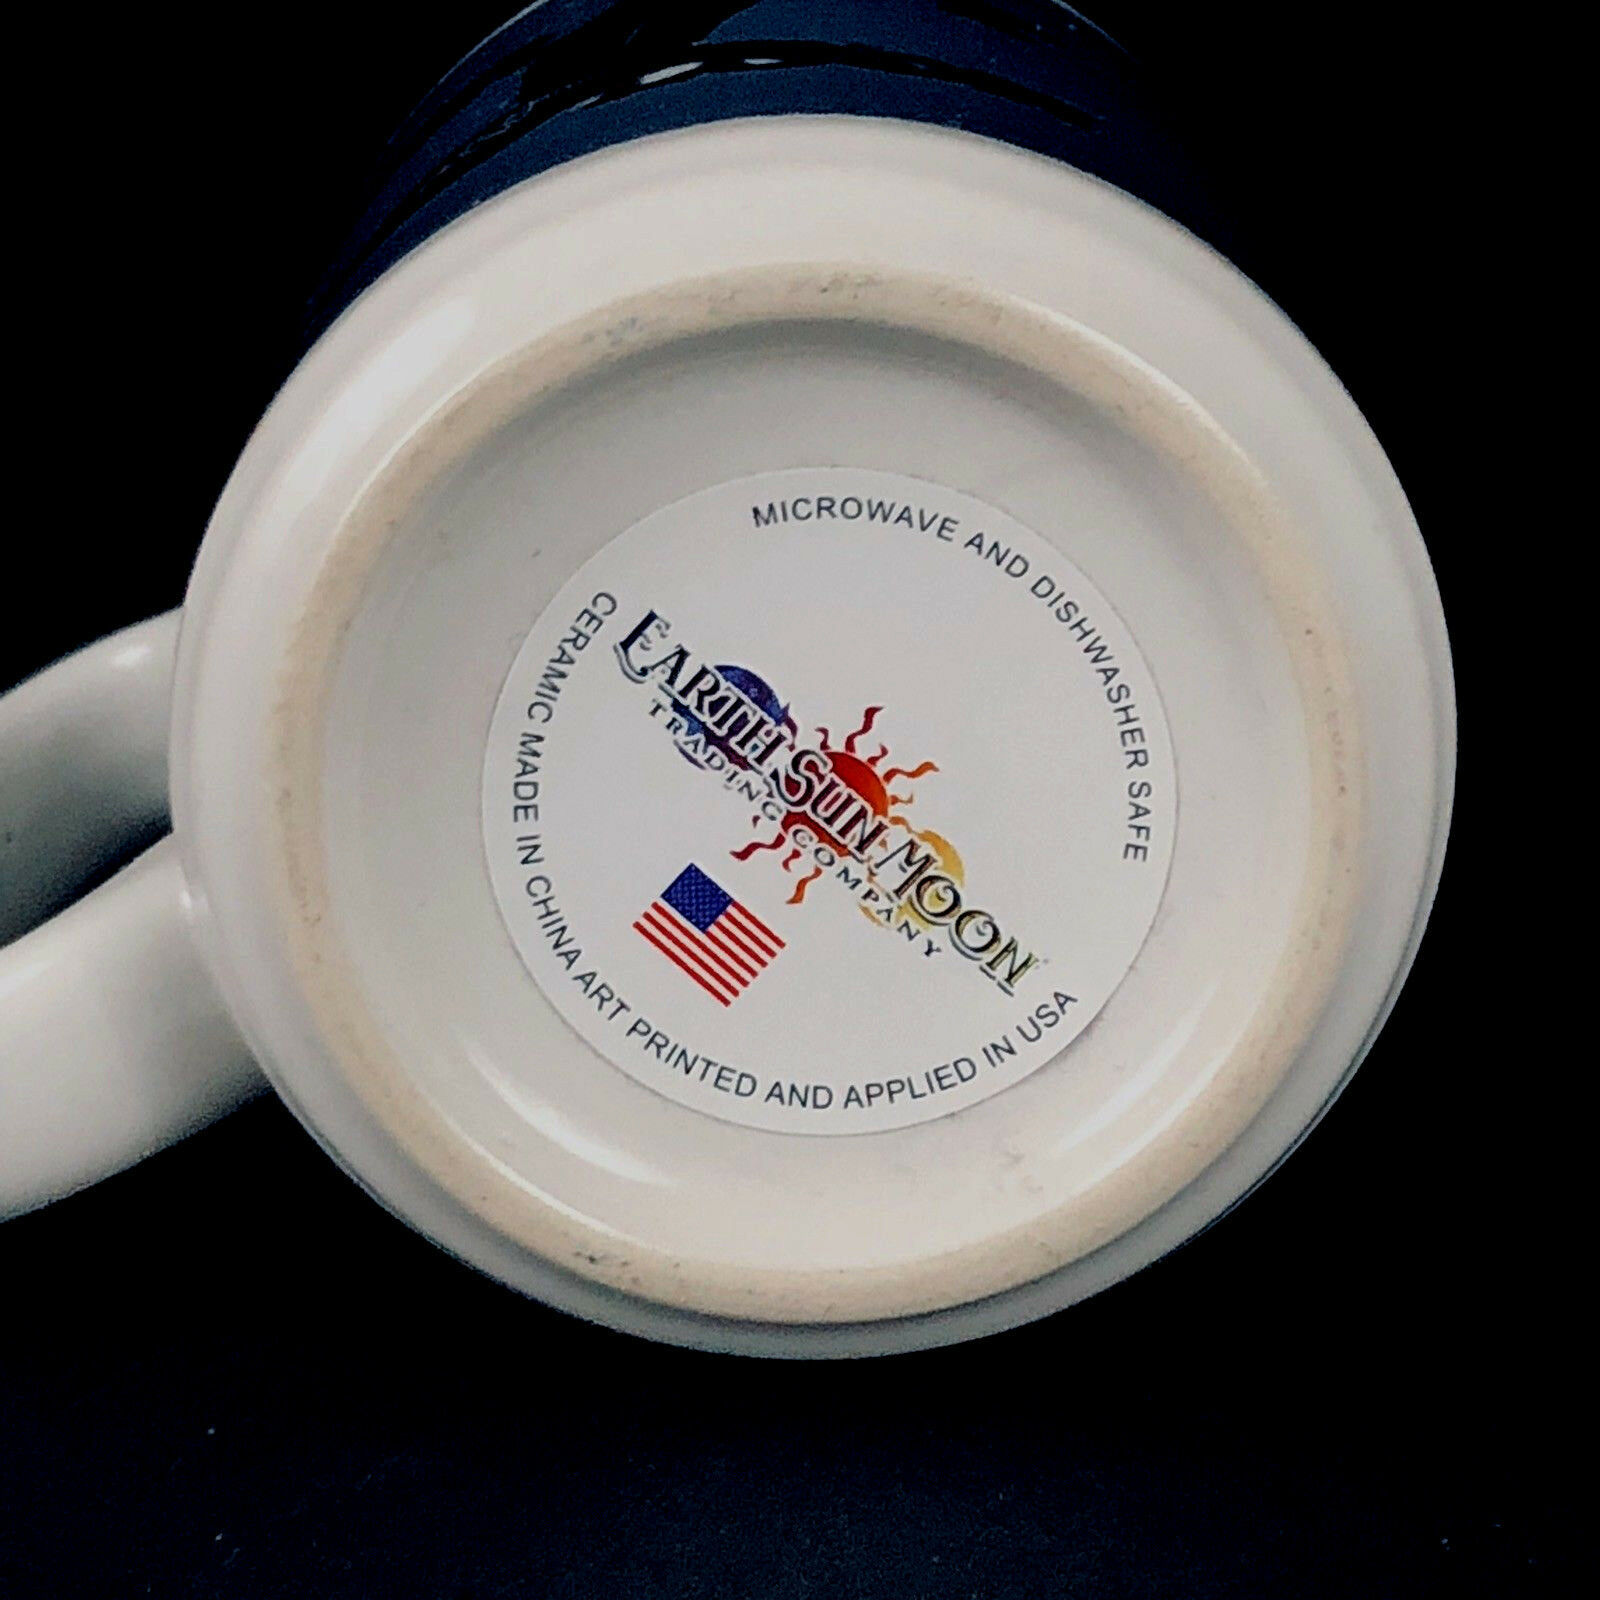 MICROWAVE AND DISHWASHER SAFE
EARTH SUN MOON
TRADING COMPANY
CERAMIC MADE IN CHINA ART PRINTED AND APPLIED IN USA